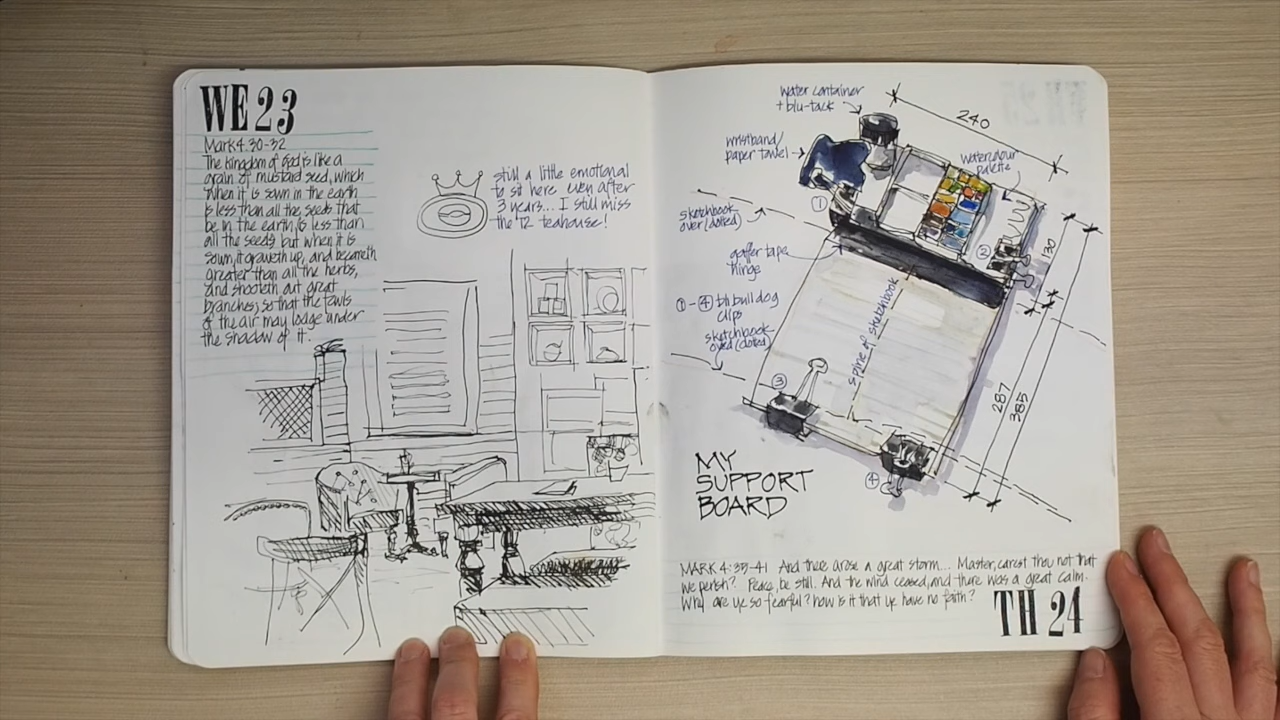 WE 23
Mark 4. 30-32
The kingdom of God is like a
grain of mustard seed, which
when it is sown in the earth
is less than all the seeds that
be in the earth, is less than
all the seeds but when it is
sown, it groweth up, and becometh
greater than all the herbs,
and shooteth out great
branches, so that the fowls
of the air may lodge under
the shadow of it.
still a little emotional
to sit here even after
3 years... I still miss
the T2 teahouse!
water container
+ blu-tack
240
wristband/
paper towel
watercolour
palette
①
sketchbook
over (dotted)
②
130
gaffer tape
hinge
①-④ bulldog
clips
spine of sketchbook
sketchbook
over (dotted)
③
287
385
④
MY
SUPPORT
BOARD
MARK 4:35-41 And there arose a great storm... Master, carest thou not that
we perish? Peace, be still. And the wind ceased, and there was a great calm.
Why are ye so fearful? how is it that ye have no faith?
TH 24